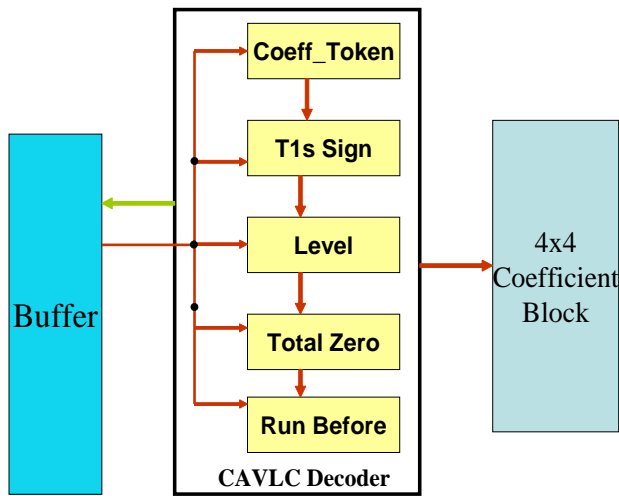 Coeff_Token
T1s Sign
Level
Total Zero
Run Before
CAVLC Decoder
Buffer
4x4
Coefficient
Block